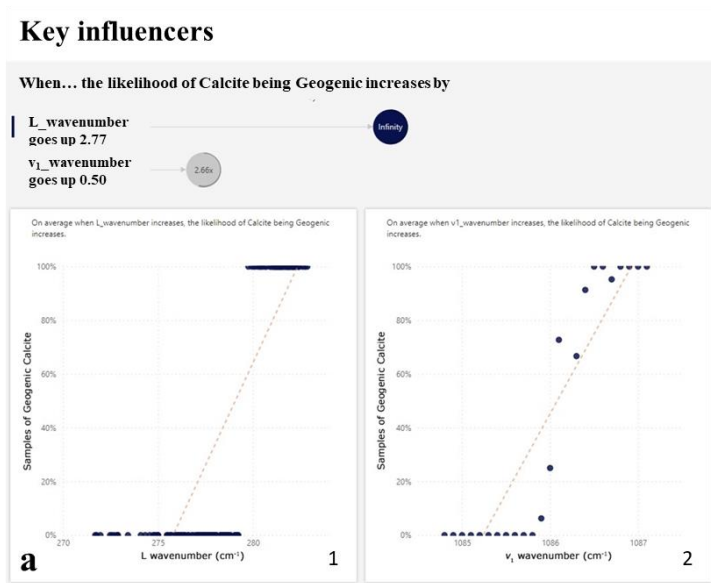 Key influencers
When… the likelihood of Calcite being Geogenic increases by
L_wavenumber
goes up 2.77
Infinity
v₁_wavenumber
goes up 0.50
2.66x
On average when L_wavenumber increases, the likelihood of Calcite being Geogenic
increases.
100%
80%
60%
40%
20%
0%
Samples of Geogenic Calcite
270
275
280
L wavenumber (cm⁻¹)
a
1
On average when v1_wavenumber increases, the likelihood of Calcite being Geogenic
increases.
100%
80%
60%
40%
20%
0%
Samples of Geogenic Calcite
1085
1086
1087
v₁ wavenumber (cm⁻¹)
2